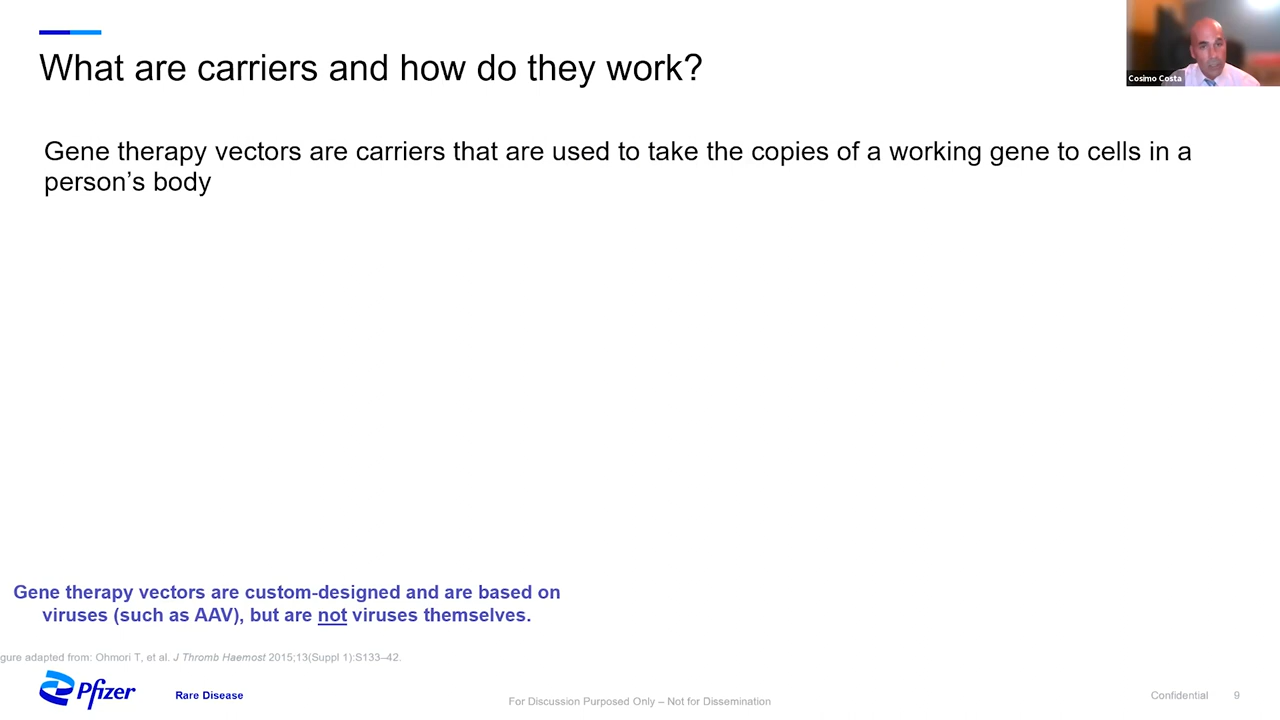 What are carriers and how do they work?
Cosimo Costa
Gene therapy vectors are carriers that are used to take the copies of a working gene to cells in a
person's body
Gene therapy vectors are custom-designed and are based on
viruses (such as AAV), but are not viruses themselves.
gure adapted from: Ohmori T, et al. J Thromb Haemost 2015;13(Suppl 1):S133–42.
Pfizer
Rare Disease
For Discussion Purposed Only – Not for Dissemination
Confidential
9